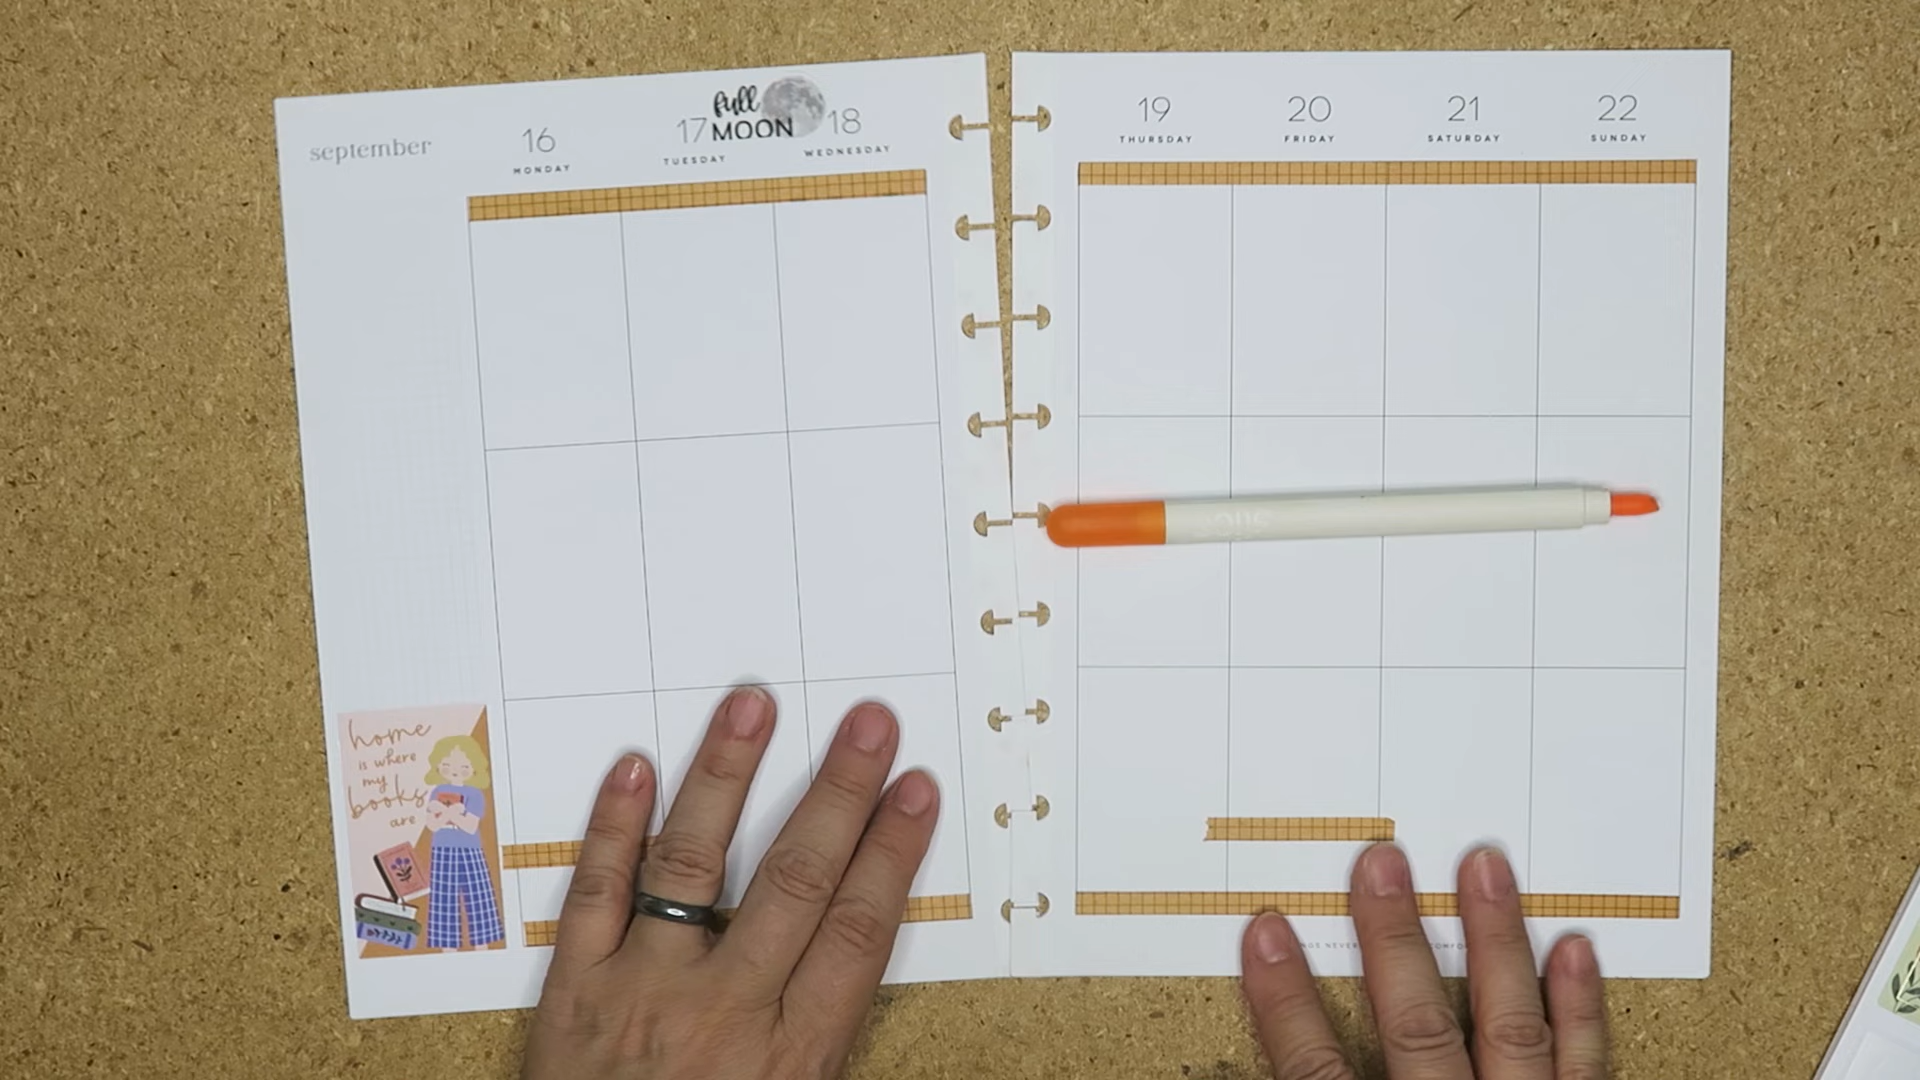 september
16
MONDAY
17
TUESDAY
full
MOON
18
WEDNESDAY
19
THURSDAY
20
FRIDAY
21
SATURDAY
22
SUNDAY
home
is where
my
books
are
NEVER